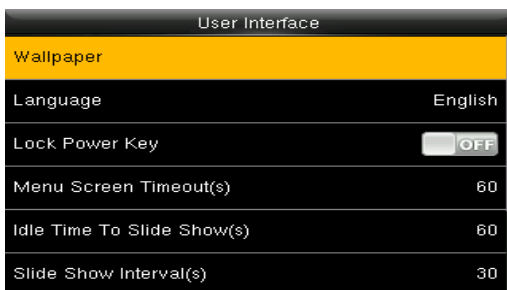 User Interface
Wallpaper
Language English
Lock Power Key OFF
Menu Screen Timeout(s) 60
Idle Time To Slide Show(s) 60
Slide Show Interval(s) 30